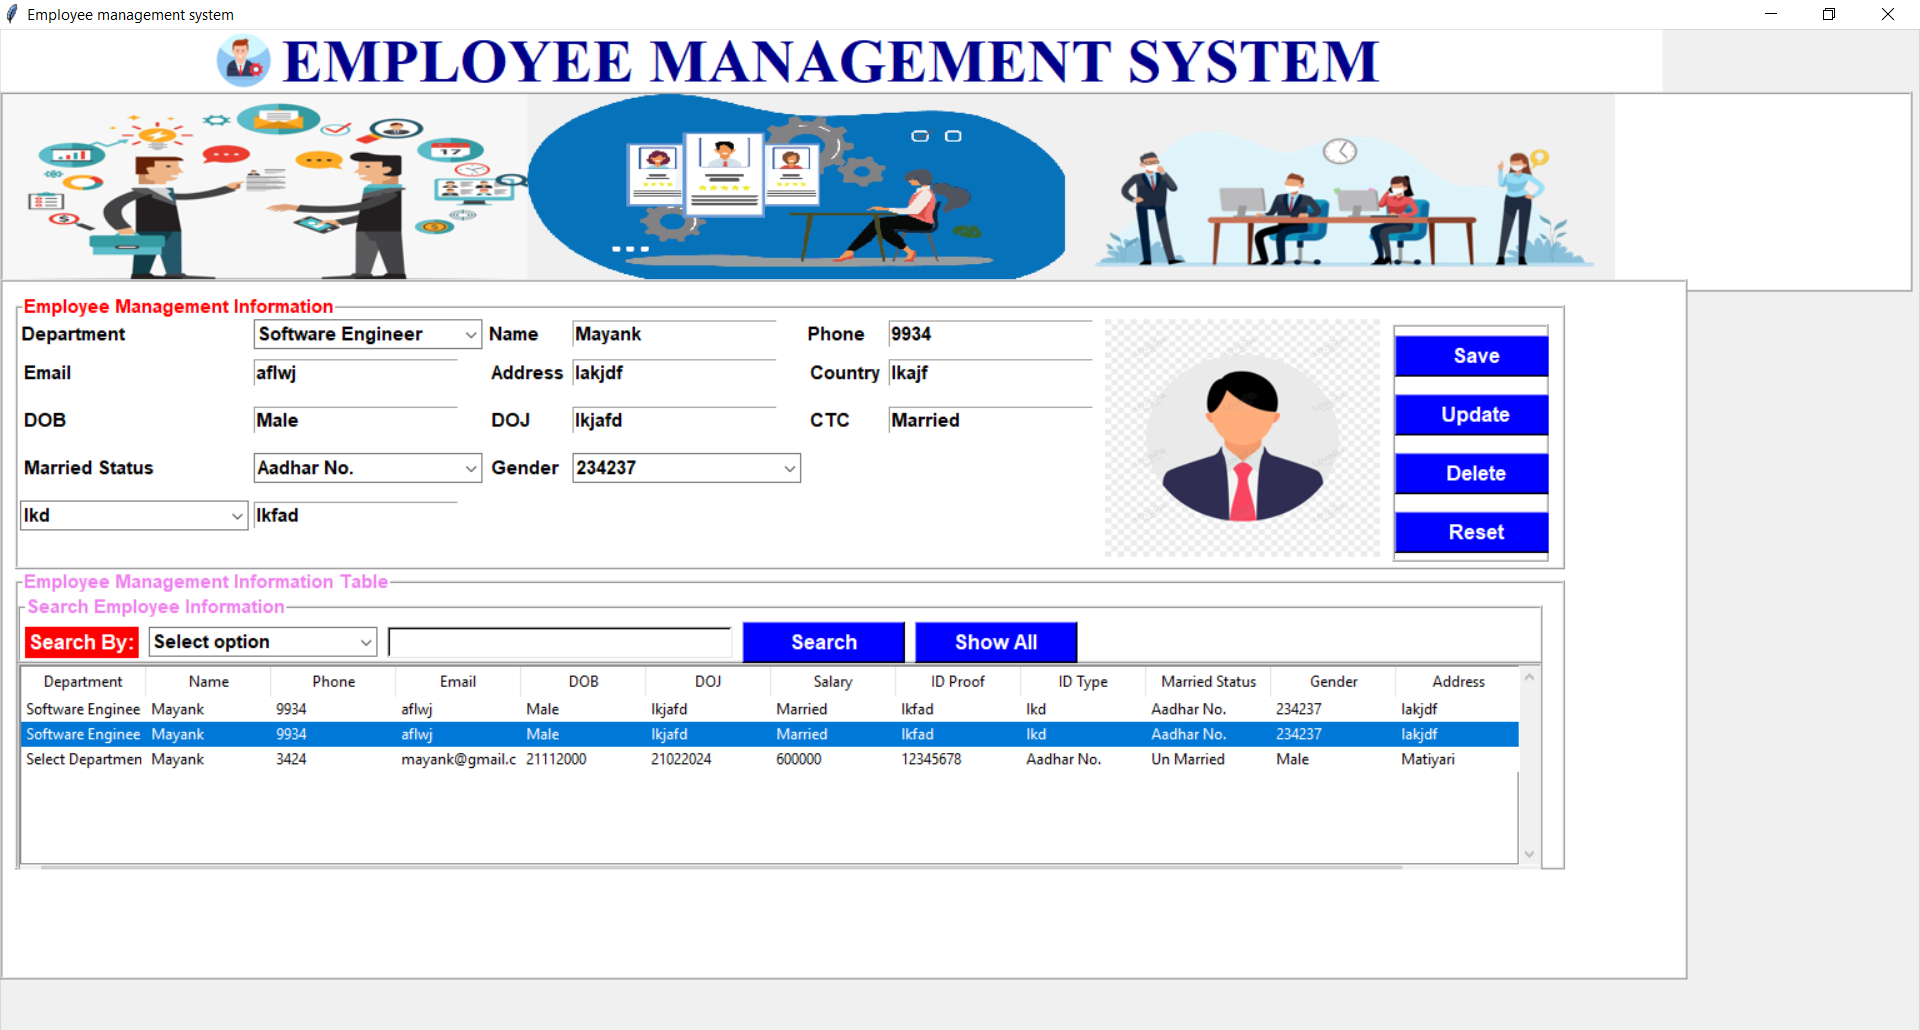 Employee management system
EMPLOYEE MANAGEMENT SYSTEM
17
Employee Management Information
Department Software Engineer Name Mayank Phone 9934
Email aflwj Address lakjdf Country lkajf
DOB Male DOJ lkjafd CTC Married
Married Status Aadhar No. Gender 234237
lkd lkfad
Save
Update
Delete
Reset
Employee Management Information Table
Search Employee Information
Search By: Select option Search Show All
Department Name Phone Email DOB DOJ Salary ID Proof ID Type Married Status Gender Address
Software Enginee Mayank 9934 aflwj Male lkjafd Married lkfad lkd Aadhar No. 234237 lakjdf
Software Enginee Mayank 9934 aflwj Male lkjafd Married lkfad lkd Aadhar No. 234237 lakjdf
Select Departmen Mayank 3424 mayank@gmail.c 21112000 21022024 600000 12345678 Aadhar No. Un Married Male Matiyari